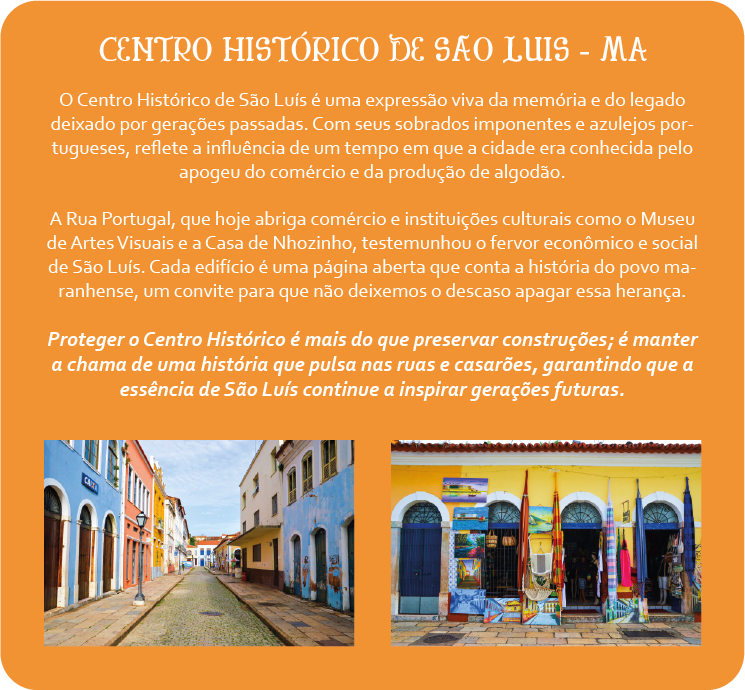 CENTRO HISTÓRICO DE SÃO LUIS - MA
O Centro Histórico de São Luís é uma expressão viva da memória e do legado
deixado por gerações passadas. Com seus sobrados imponentes e azulejos por-
tugueses, reflete a influência de um tempo em que a cidade era conhecida pelo
apogeu do comércio e da produção de algodão.
A Rua Portugal, que hoje abriga comércio e instituições culturais como o Museu
de Artes Visuais e a Casa de Nhozinho, testemunhou o fervor econômico e social
de São Luís. Cada edifício é uma página aberta que conta a história do povo ma-
ranhense, um convite para que não deixemos o descaso apagar essa herança.
Proteger o Centro Histórico é mais do que preservar construções; é manter
a chama de uma história que pulsa nas ruas e casarões, garantindo que a
essência de São Luís continue a inspirar gerações futuras.